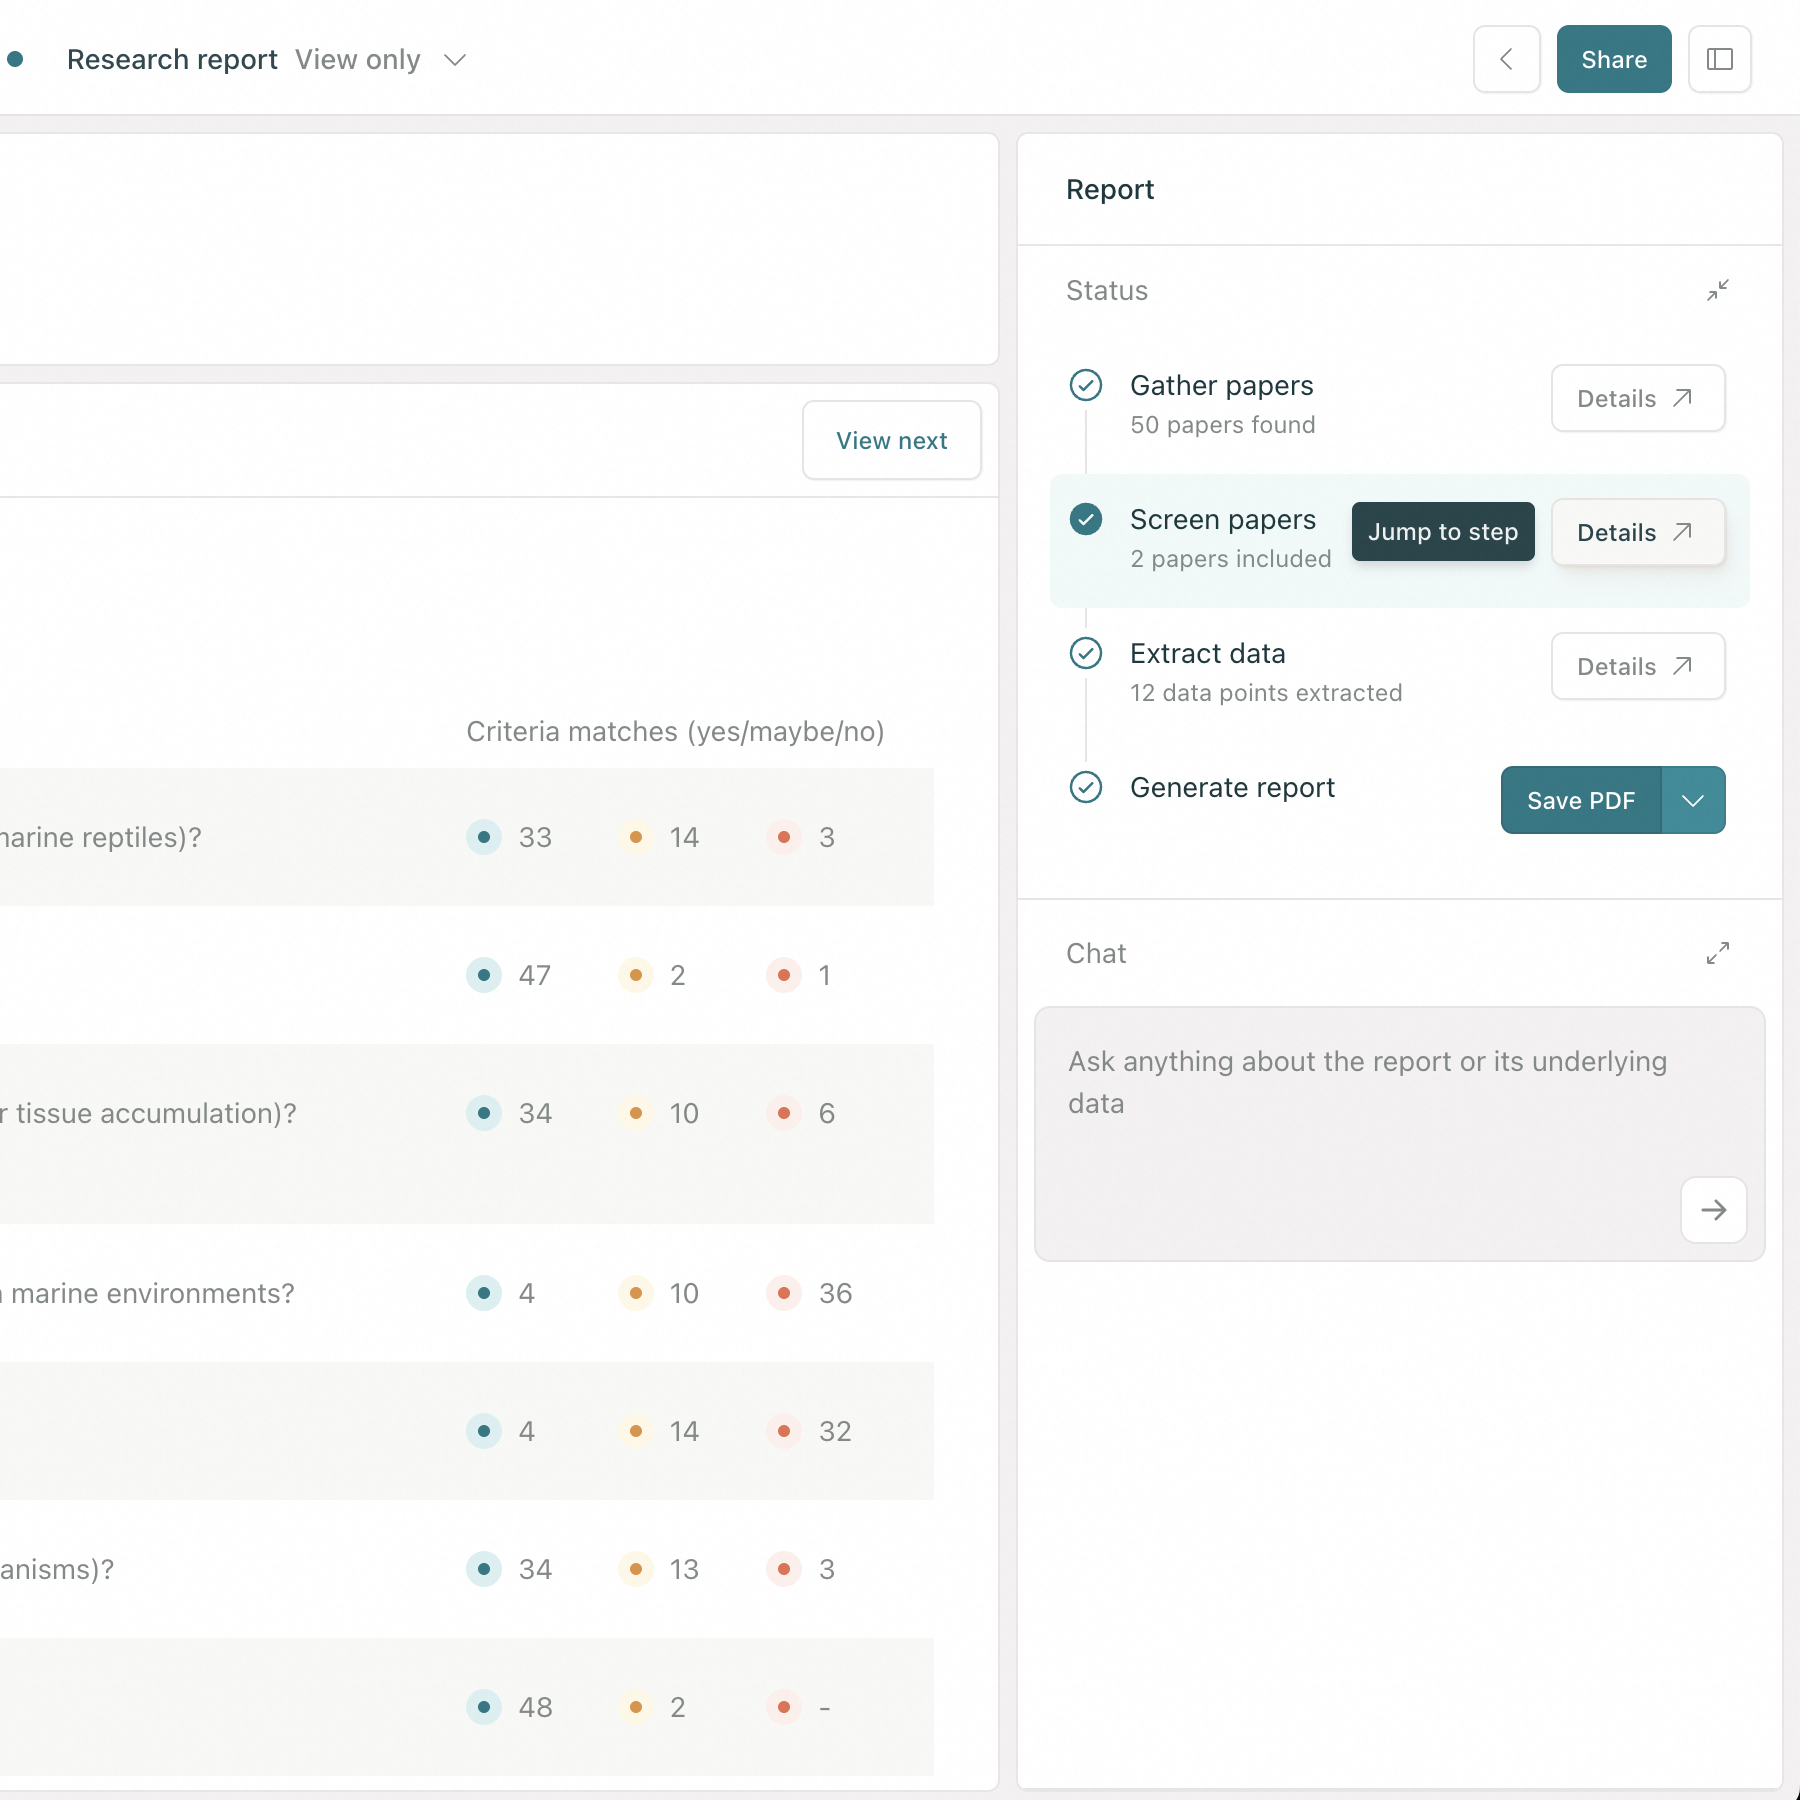 Research report View only
Share
View next
Criteria matches (yes/maybe/no)
marine reptiles)? 33 14 3
47 2 1
r tissue accumulation)? 34 10 6
marine environments? 4 10 36
4 14 32
anisms)? 34 13 3
48 2 -
Report
Status
Gather papers
50 papers found
Details
Screen papers
2 papers included
Jump to step
Details
Extract data
12 data points extracted
Details
Generate report
Save PDF
Chat
Ask anything about the report or its underlying
data